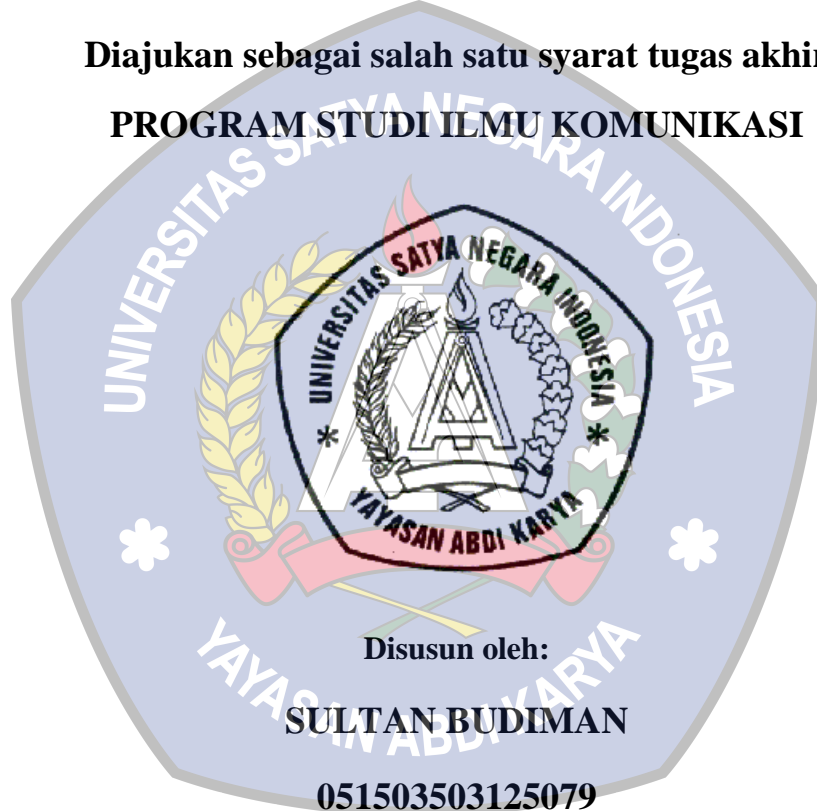 Diajukan sebagai salah satu syarat tugas akhir
PROGRAM STUDI ILMU KOMUNIKASI
UNIVERSITAS SATYA NEGARA INDONESIA
UNIVERSITAS SATYA NEGARA INDONESIA
YAYASAN ABDI KARYA
Disusun oleh:
YAYASAN ABDI KARYA
SULTAN BUDIMAN
051503503125079